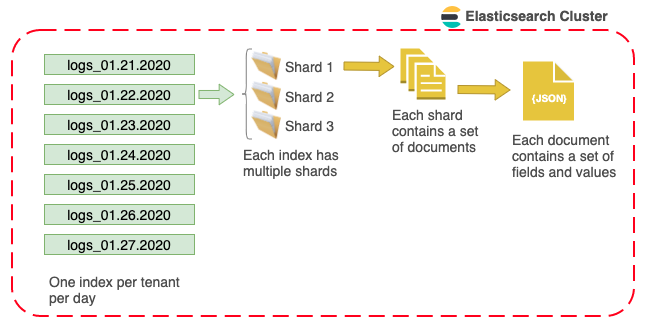 Elasticsearch Cluster
logs_01.21.2020
logs_01.22.2020
logs_01.23.2020
logs_01.24.2020
logs_01.25.2020
logs_01.26.2020
logs_01.27.2020
One index per tenant
per day
Shard 1
Shard 2
Shard 3
Each index has
multiple shards
Each shard
contains a set
of documents
{JSON}
Each document
contains a set of
fields and values